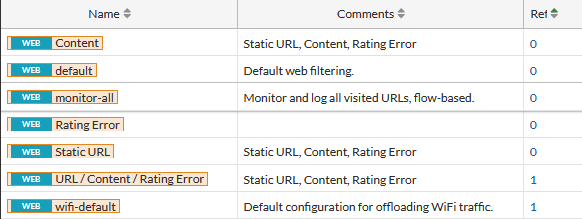 Name Comments Ref
WEB Content Static URL, Content, Rating Error 0
WEB default Default web filtering. 0
WEB monitor-all Monitor and log all visited URLs, flow-based. 0
WEB Rating Error 0
WEB Static URL Static URL, Content, Rating Error 0
WEB URL / Content / Rating Error Static URL, Content, Rating Error 1
WEB wifi-default Default configuration for offloading WiFi traffic. 1